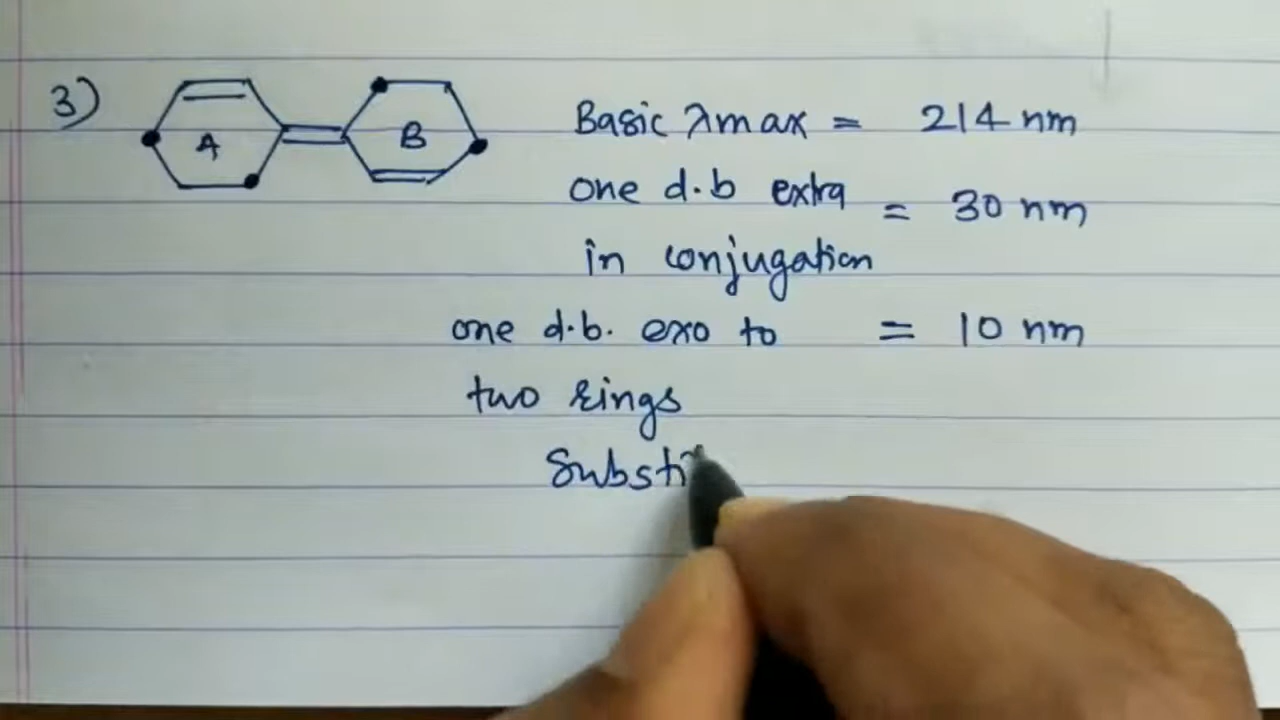 3)
A
B
Basic λmax = 214 nm
one d.b extra = 30 nm
in conjugation
one d.b. exo to = 10 nm
two rings
Substi